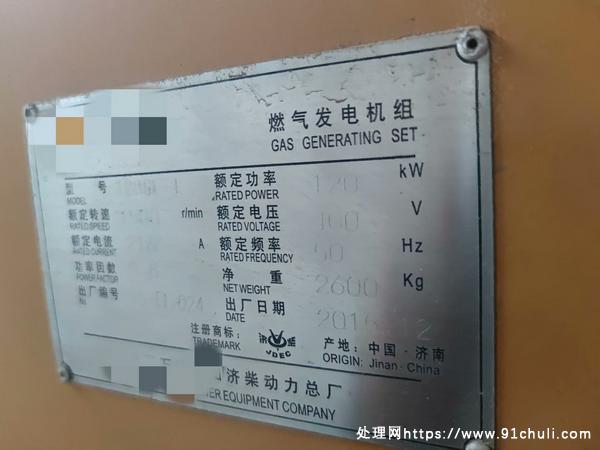 燃气发电机组
GAS GENERATING SET
型号
MODEL
额定功率 120 kW
RATED POWER
额定转速 r/min
RATED SPEED
额定电压 V
RATED VOLTAGE
额定电流 A
RATED CURRENT
额定频率 Hz
RATED FREQUENCY
功率因数
POWER FACTOR
净重 2600 Kg
NET WEIGHT
出厂编号
No
出厂日期
DATE
注册商标:
TRADEMARK
JDEC
产地: 中国·济南
ORIGIN: Jinan·China
济柴动力总厂
EQUIPMENT COMPANY
处理网https://www.91chuli.com/